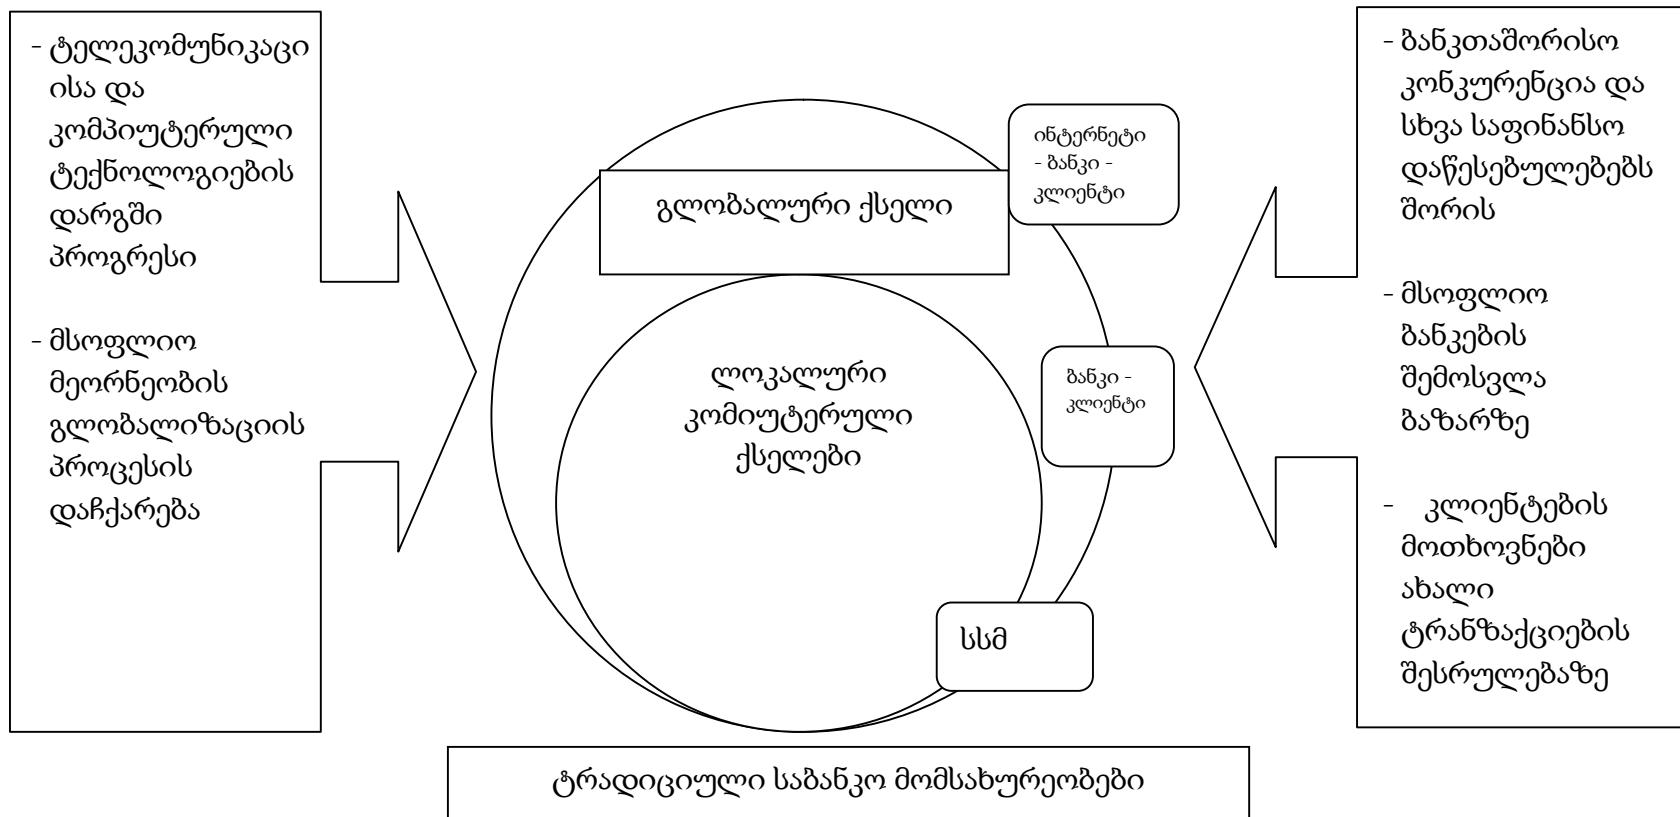 - ტელეკომუნიკაცი
ისა და
კომპიუტერული
ტექნოლოგიების
დარგში
პროგრესი
- მსოფლიო
მეორნეობის
გლობალიზაციის
პროცესის
დაჩქარება
გლობალური ქსელი
ლოკალური
კომიუტერული
ქსელები
ინტერნეტი
- ბანკი -
კლიენტი
ბანკი -
კლიენტი
სსმ
- ბანკთაშორისო
კონკურენცია და
სხვა საფინანსო
დაწესებულებებს
შორის
- მსოფლიო
ბანკების
შემოსვლა
ბაზარზე
- კლიენტების
მოთხოვნები
ახალი
ტრანზაქციების
შესრულებაზე
ტრადიციული საბანკო მომსახურეობები